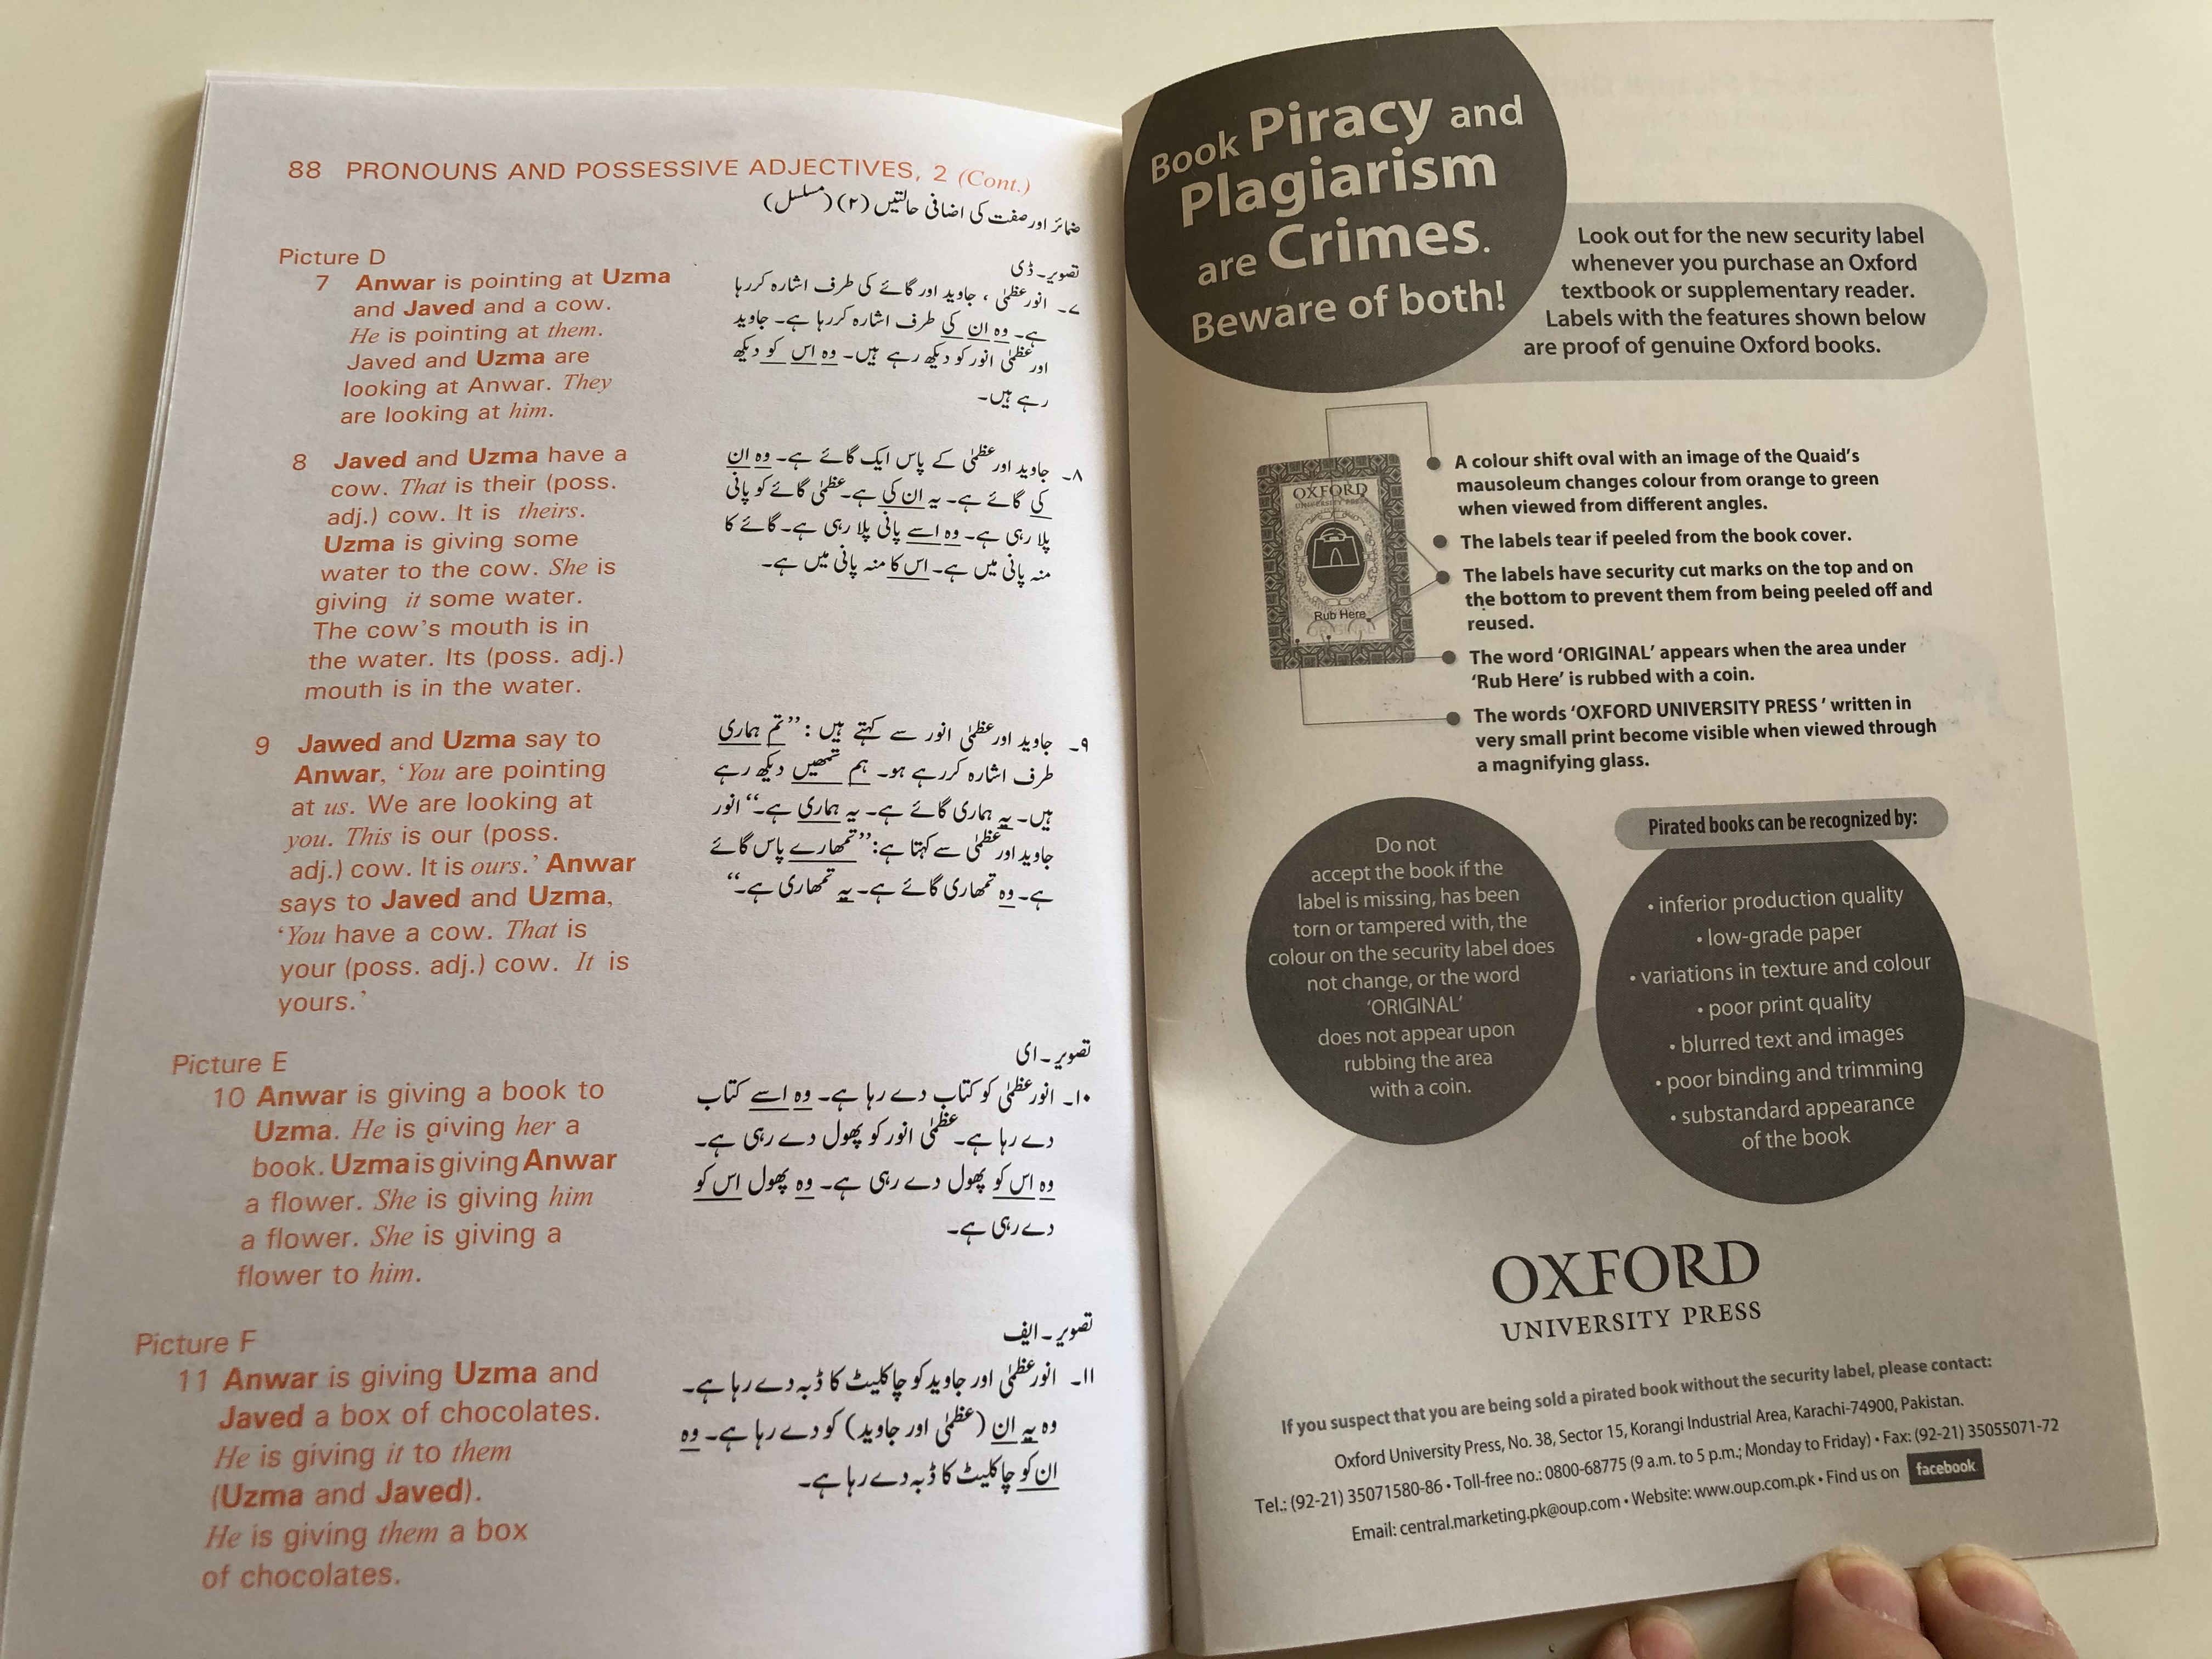 88 PRONOUNS AND POSSESSIVE ADJECTIVES, 2 (Cont.)
ضمائر اور صفت کی اضافی حالتیں (۲) (مسلسل)
Picture D
7 Anwar is pointing at Uzma
and Javed and a cow.
He is pointing at them.
Javed and Uzma are
looking at Anwar. They
are looking at him.
8 Javed and Uzma have a
cow. That is their (poss.
adj.) cow. It is theirs.
Uzma is giving some
water to the cow. She is
giving it some water.
The cow's mouth is in
the water. Its (poss. adj.)
mouth is in the water.
9 Jawed and Uzma say to
Anwar, ‘You are pointing
at us. We are looking at
you. This is our (poss.
adj.) cow. It is ours.’ Anwar
says to Javed and Uzma,
‘You have a cow. That is
your (poss. adj.) cow. It is
yours.’
Picture E
10 Anwar is giving a book to
Uzma. He is giving her a
book. Uzma is giving Anwar
a flower. She is giving him
a flower. She is giving a
flower to him.
Picture F
11 Anwar is giving Uzma and
Javed a box of chocolates.
He is giving it to them
(Uzma and Javed).
He is giving them a box
of chocolates.
تصویر۔ڈی
۷۔ انور عظمیٰ ، جاوید اور گائے کی طرف اشارہ کررہا
ہے۔ وہ ان کی طرف اشارہ کررہا ہے۔ جاوید
اور عظمیٰ انور کو دیکھ رہے ہیں۔ وہ اس کو دیکھ
رہے ہیں۔
۸۔ جاوید اور عظمیٰ کے پاس ایک گائے ہے۔ وہ ان
کی گائے ہے۔ یہ ان کی ہے۔ عظمیٰ گائے کو پانی
پلا رہی ہے۔ وہ اسے پانی پلا رہی ہے۔ گائے کا
منہ پانی میں ہے۔ اس کا منہ پانی میں ہے۔
۹۔ جاوید اور عظمیٰ انور سے کہتے ہیں : ”تم ہماری
طرف اشارہ کررہے ہو۔ ہم تمھیں دیکھ رہے
ہیں۔ یہ ہماری گائے ہے۔ یہ ہماری ہے۔“ انور
جاوید اور عظمیٰ سے کہتا ہے: ”تمھارے پاس گائے
ہے۔ وہ تمھاری گائے ہے۔ یہ تمھاری ہے۔“
تصویر۔ای
۱۰۔ انور عظمیٰ کو کتاب دے رہا ہے۔ وہ اسے کتاب
دے رہا ہے۔ عظمیٰ انور کو پھول دے رہی ہے۔
وہ اس کو پھول دے رہی ہے۔ وہ پھول اس کو
دے رہی ہے۔
تصویر۔ایف
۱۱۔ انور عظمیٰ اور جاوید کو چاکلیٹ کا ڈبہ دے رہا ہے۔
وہ یہ ان (عظمیٰ اور جاوید) کو دے رہا ہے۔ وہ
ان کو چاکلیٹ کا ڈبہ دے رہا ہے۔
Book Piracy and
Plagiarism
are Crimes.
Beware of both!
Look out for the new security label
whenever you purchase an Oxford
textbook or supplementary reader.
Labels with the features shown below
are proof of genuine Oxford books.
OXFORD
UNIVERSITY PRESS
Rub Here
ORIGINAL
A colour shift oval with an image of the Quaid's
mausoleum changes colour from orange to green
when viewed from different angles.
The labels tear if peeled from the book cover.
The labels have security cut marks on the top and on
the bottom to prevent them from being peeled off and
reused.
The word ‘ORIGINAL’ appears when the area under
‘Rub Here’ is rubbed with a coin.
The words ‘OXFORD UNIVERSITY PRESS ’ written in
very small print become visible when viewed through
a magnifying glass.
Do not
accept the book if the
label is missing, has been
torn or tampered with, the
colour on the security label does
not change, or the word
‘ORIGINAL’
does not appear upon
rubbing the area
with a coin.
Pirated books can be recognized by:
• inferior production quality
• low-grade paper
• variations in texture and colour
• poor print quality
• blurred text and images
• poor binding and trimming
• substandard appearance
of the book
OXFORD
UNIVERSITY PRESS
If you suspect that you are being sold a pirated book without the security label, please contact:
Oxford University Press, No. 38, Sector 15, Korangi Industrial Area, Karachi-74900, Pakistan.
Tel.: (92-21) 35071580-86 • Toll-free no.: 0800-68775 (9 a.m. to 5 p.m.; Monday to Friday) • Fax: (92-21) 35055071-72
Email: central.marketing.pk@oup.com • Website: www.oup.com.pk • Find us on facebook